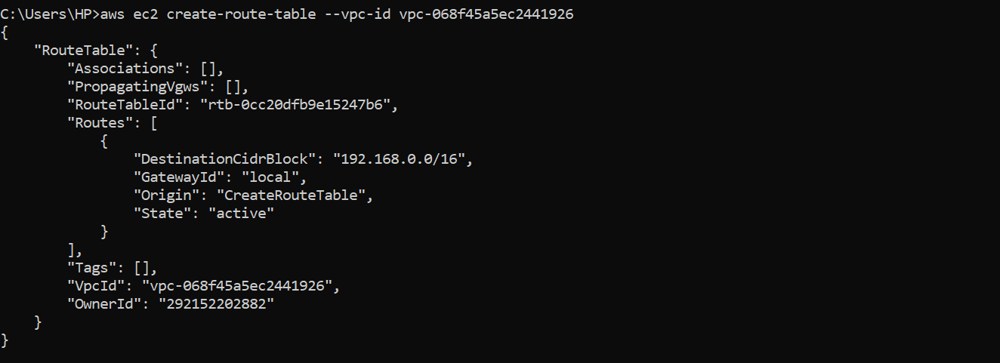 C:\Users\HP>aws ec2 create-route-table --vpc-id vpc-068f45a5ec2441926
{
    "RouteTable": {
        "Associations": [],
        "PropagatingVgws": [],
        "RouteTableId": "rtb-0cc20dfb9e15247b6",
        "Routes": [
            {
                "DestinationCidrBlock": "192.168.0.0/16",
                "GatewayId": "local",
                "Origin": "CreateRouteTable",
                "State": "active"
            }
        ],
        "Tags": [],
        "VpcId": "vpc-068f45a5ec2441926",
        "OwnerId": "292152202882"
    }
}